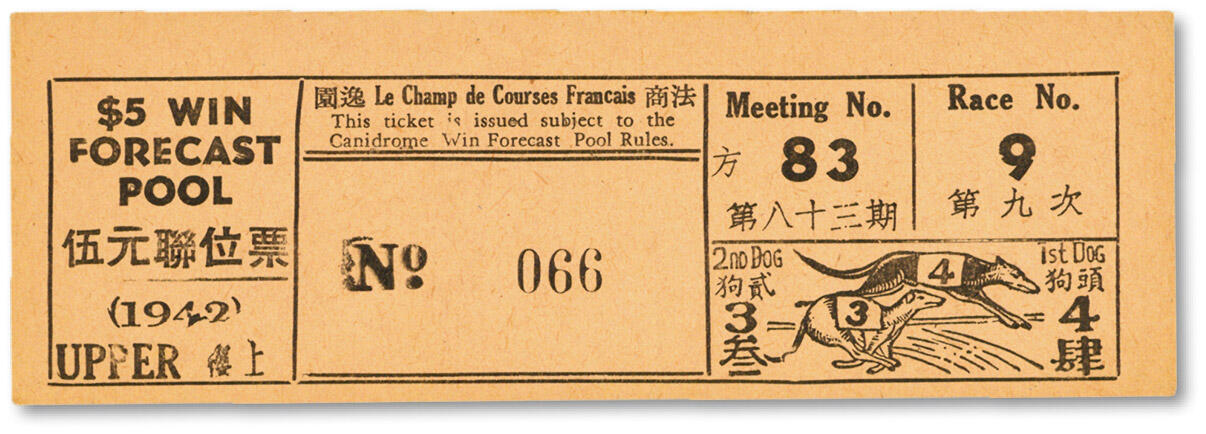 $5 WIN
FORECAST
POOL
伍元聯位票
(1942)
UPPER 樓上
園逸 Le Champ de Courses Francais 商法
This ticket is issued subject to the
Canidrome Win Forecast Pool Rules.
Nº 066
Meeting No.
方 83
第八十三期
Race No.
9
第九次
2ND DOG
狗貳
3
叁
4
3
1st DOG
狗頭
4
肆